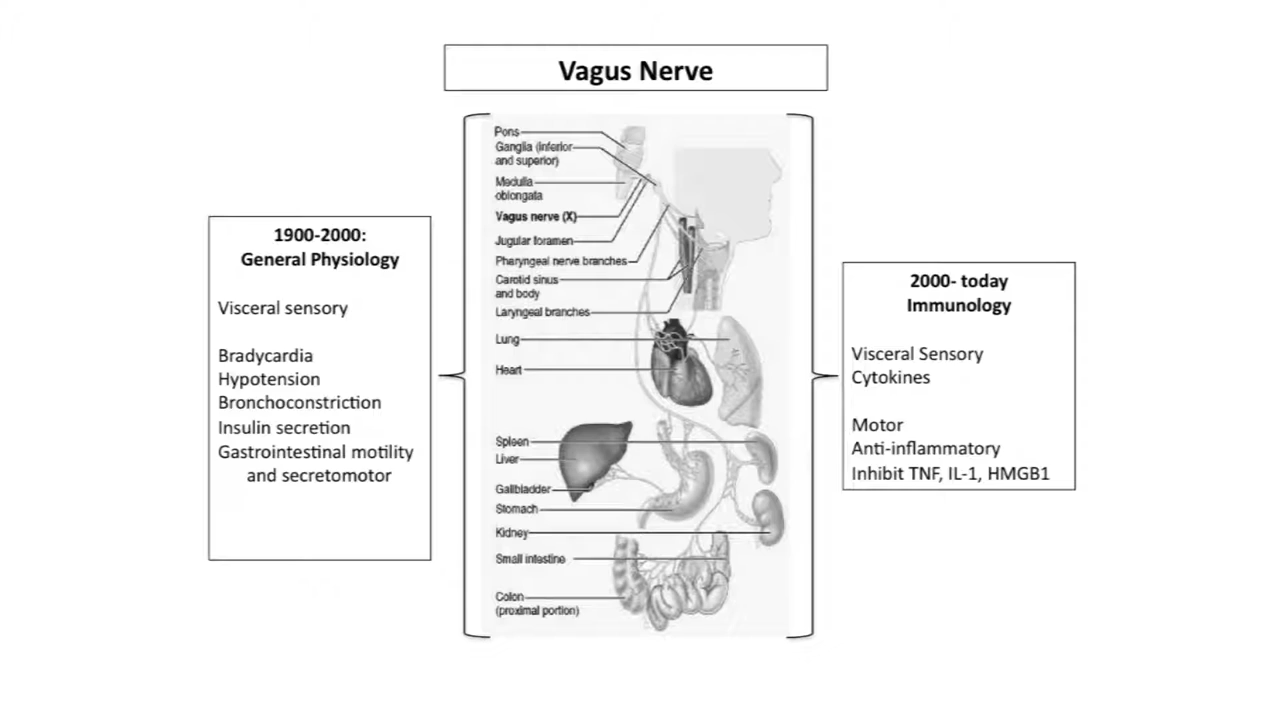 Vagus Nerve
1900-2000:
General Physiology
Visceral sensory
Bradycardia
Hypotension
Bronchoconstriction
Insulin secretion
Gastrointestinal motility
and secretomotor
Pons
Ganglia (inferior
and superior)
Medulla
oblongata
Vagus nerve (X)
Jugular foramen
Pharyngeal nerve branches
Carotid sinus
and body
Laryngeal branches
Lung
Heart
Spleen
Liver
Gallbladder
Stomach
Kidney
Small intestine
Colon
(proximal portion)
2000- today
Immunology
Visceral Sensory
Cytokines
Motor
Anti-inflammatory
Inhibit TNF, IL-1, HMGB1